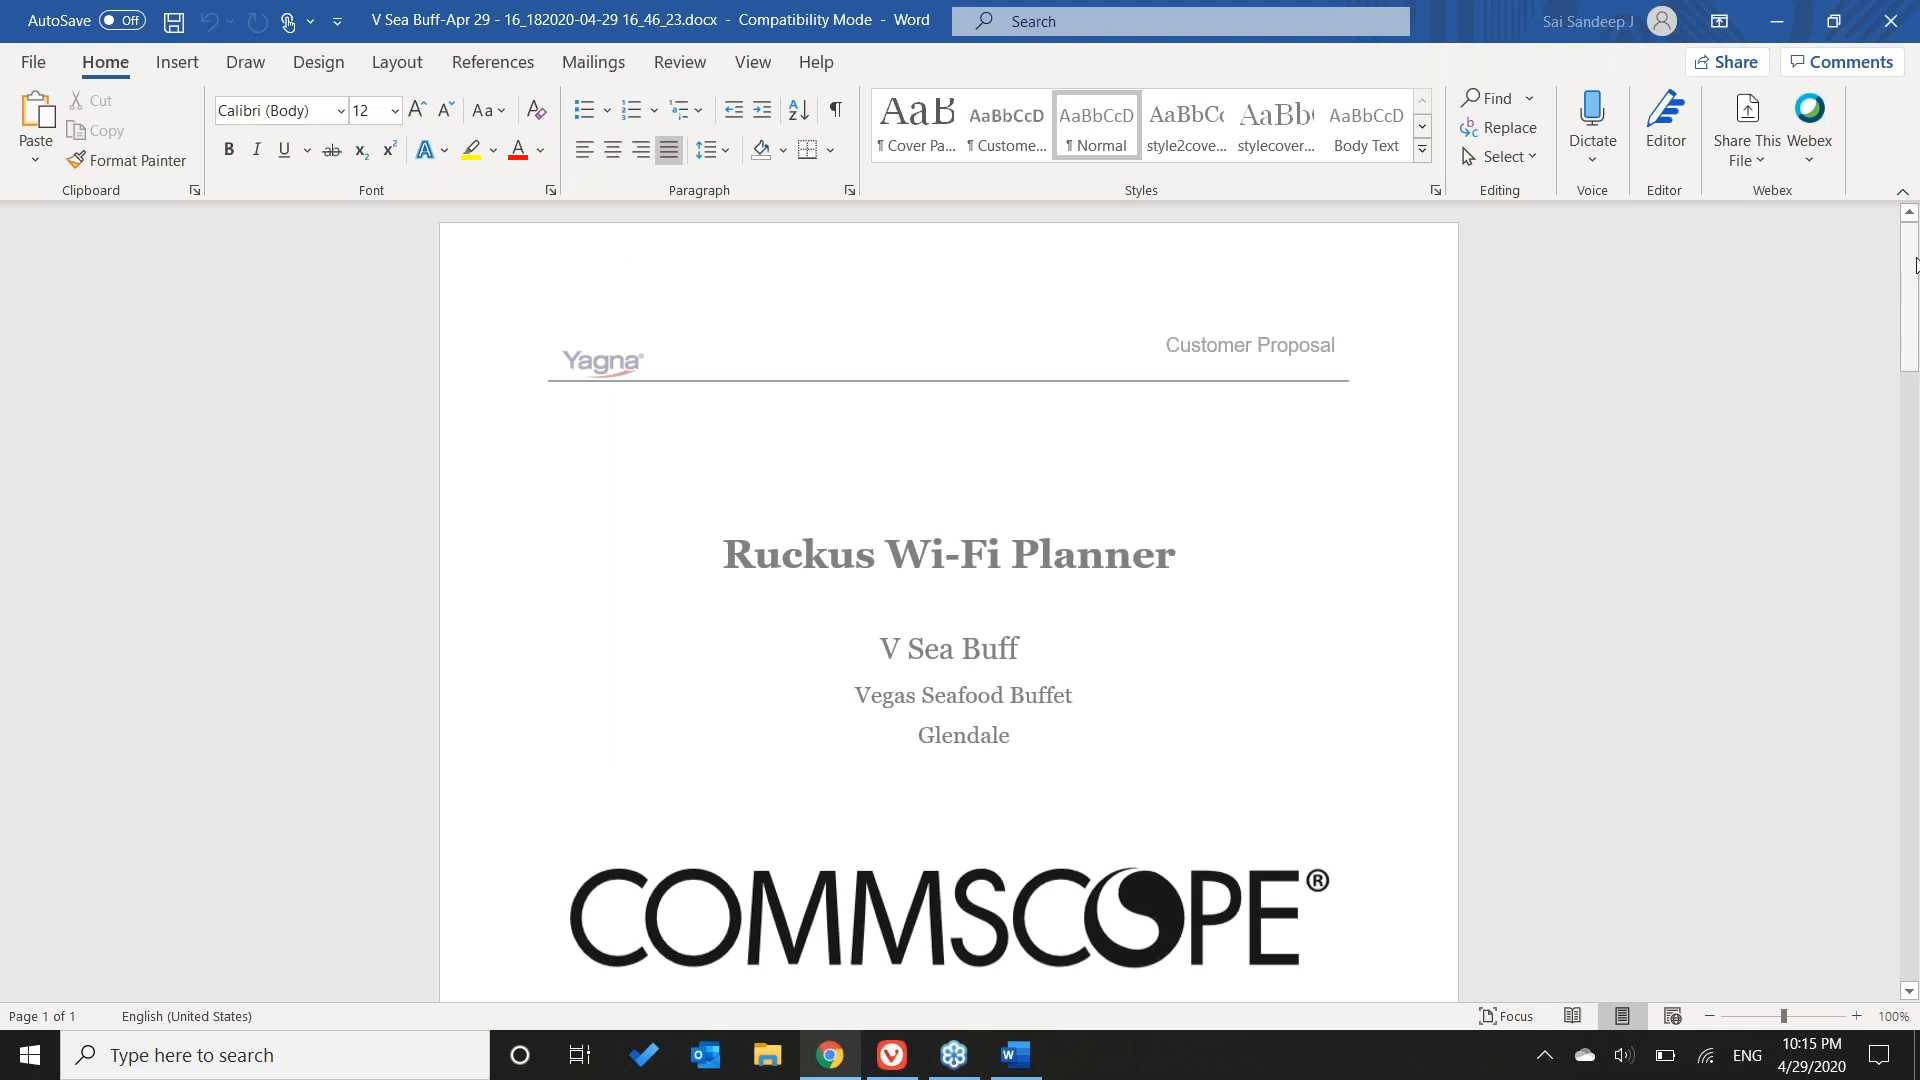 AutoSave Off V Sea Buff-Apr 29 - 16_182020-04-29 16_46_23.docx - Compatibility Mode - Word Search Sai Sandeep J
File Home Insert Draw Design Layout References Mailings Review View Help Share Comments
Paste
Cut
Copy
Format Painter
Clipboard
Calibri (Body) 12
Font
Paragraph
AaB AaBbCcD AaBbCcD AaBbCc AaBb AaBbCcD
¶ Cover Pa... ¶ Custome... ¶ Normal style2cove... stylecover... Body Text
Styles
Find
Replace
Select
Editing
Dictate
Voice
Editor
Editor
Share This File
Webex
Webex
Yagna®
Customer Proposal
Ruckus Wi-Fi Planner
V Sea Buff
Vegas Seafood Buffet
Glendale
COMMSCOPE®
Page 1 of 1 English (United States) Focus 100%
Type here to search
ENG
10:15 PM
4/29/2020